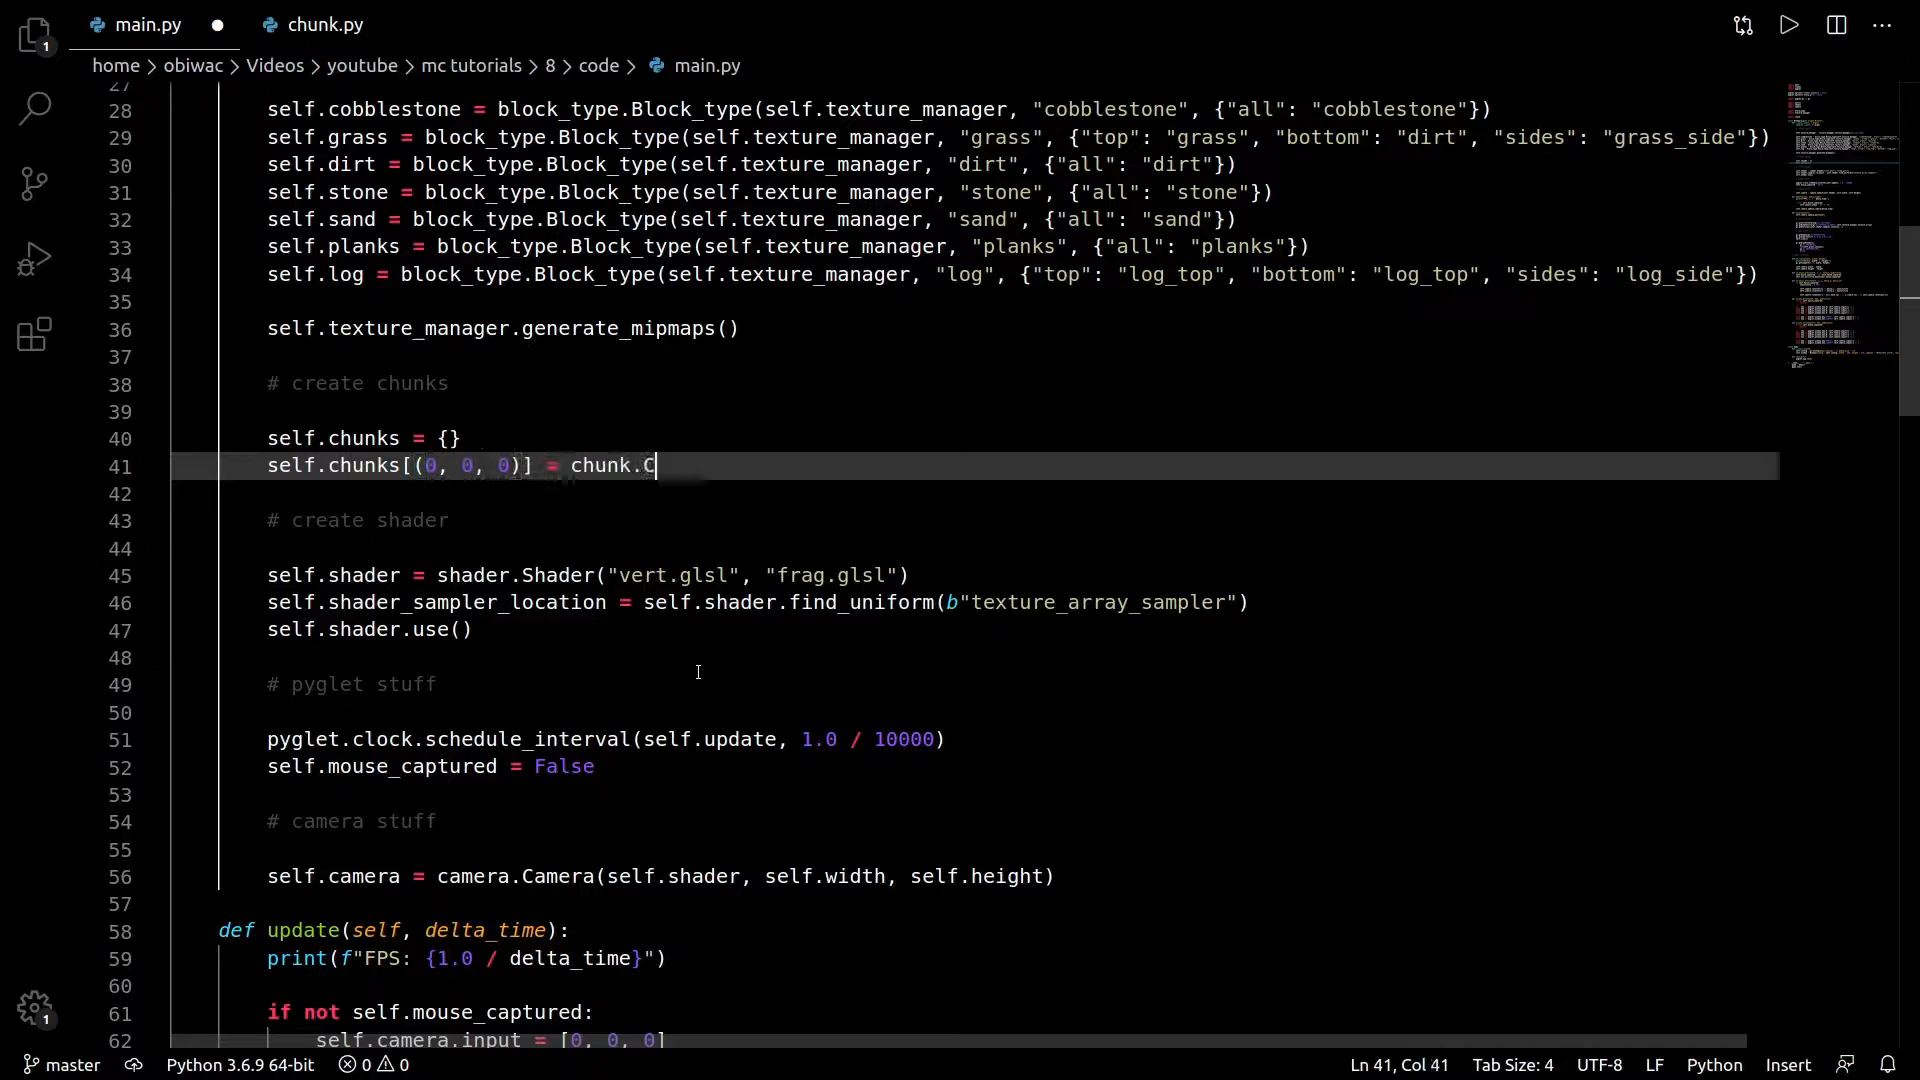 main.py ● chunk.py
1
home > obiwac > Videos > youtube > mc tutorials > 8 > code > main.py
27
28 self.cobblestone = block_type.Block_type(self.texture_manager, "cobblestone", {"all": "cobblestone"})
29 self.grass = block_type.Block_type(self.texture_manager, "grass", {"top": "grass", "bottom": "dirt", "sides": "grass_side"})
30 self.dirt = block_type.Block_type(self.texture_manager, "dirt", {"all": "dirt"})
31 self.stone = block_type.Block_type(self.texture_manager, "stone", {"all": "stone"})
32 self.sand = block_type.Block_type(self.texture_manager, "sand", {"all": "sand"})
33 self.planks = block_type.Block_type(self.texture_manager, "planks", {"all": "planks"})
34 self.log = block_type.Block_type(self.texture_manager, "log", {"top": "log_top", "bottom": "log_top", "sides": "log_side"})
35
36 self.texture_manager.generate_mipmaps()
37
38 # create chunks
39
40 self.chunks = {}
41 self.chunks[(0, 0, 0)] = chunk.C
42
43 # create shader
44
45 self.shader = shader.Shader("vert.glsl", "frag.glsl")
46 self.shader_sampler_location = self.shader.find_uniform(b"texture_array_sampler")
47 self.shader.use()
48
49 # pyglet stuff
50
51 pyglet.clock.schedule_interval(self.update, 1.0 / 10000)
52 self.mouse_captured = False
53
54 # camera stuff
55
56 self.camera = camera.Camera(self.shader, self.width, self.height)
57
58 def update(self, delta_time):
59 print(f"FPS: {1.0 / delta_time}")
60
61 if not self.mouse_captured:
62 self.camera.input = [0, 0, 0]
1
master Python 3.6.9 64-bit 0 0 Ln 41, Col 41 Tab Size: 4 UTF-8 LF Python Insert